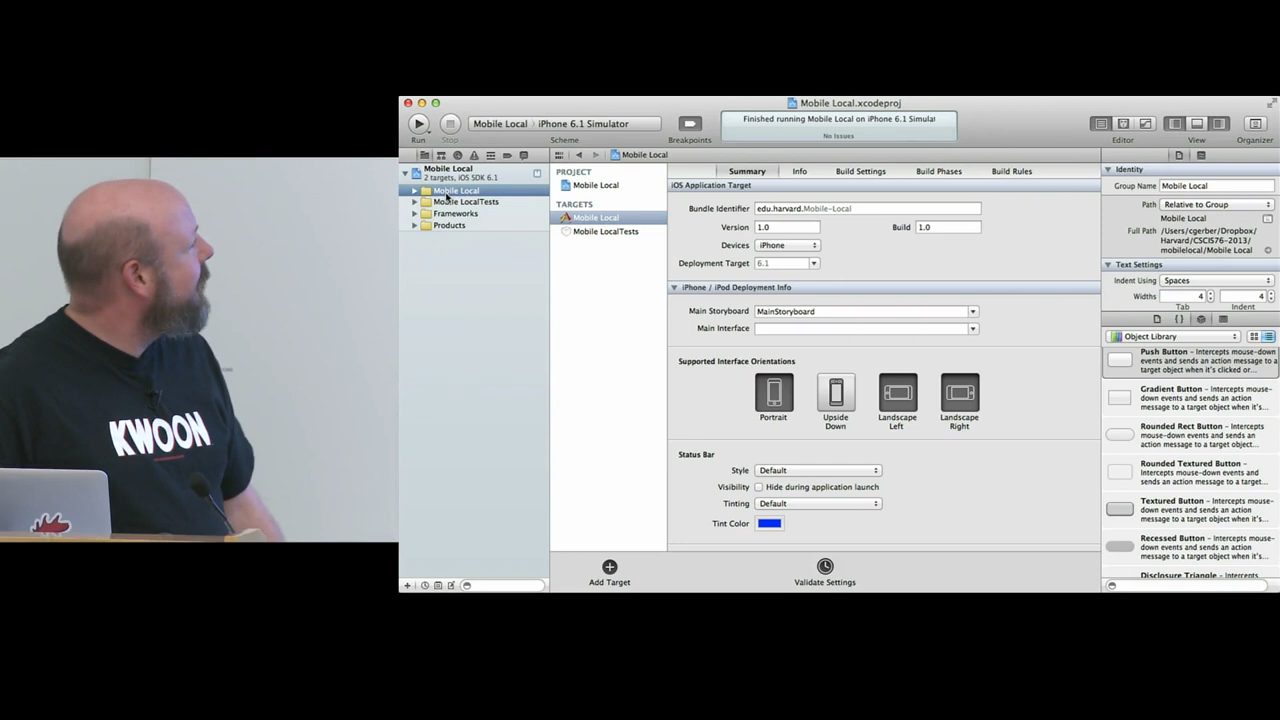 KWOON
Mobile Local.xcodeproj
Run
Stop
Mobile Local
iPhone 6.1 Simulator
Scheme
Breakpoints
Finished running Mobile Local on iPhone 6.1 Simulat
No Issues
Editor
View
Organizer
Mobile Local
2 targets, iOS SDK 6.1
Mobile Local
Mobile LocalTests
Frameworks
Products
Mobile Local
PROJECT
Mobile Local
TARGETS
Mobile Local
Mobile LocalTests
Add Target
Summary
Info
Build Settings
Build Phases
Build Rules
iOS Application Target
Bundle Identifier
edu.harvard.Mobile-Local
Version
1.0
Build
1.0
Devices
iPhone
Deployment Target
6.1
iPhone / iPod Deployment Info
Main Storyboard
MainStoryboard
Main Interface
Supported Interface Orientations
Portrait
Upside
Down
Landscape
Left
Landscape
Right
Status Bar
Style
Default
Visibility
Hide during application launch
Tinting
Default
Tint Color
Validate Settings
Identity
Group Name
Mobile Local
Path
Relative to Group
Mobile Local
Full Path
/Users/cgerber/Dropbox/
Harvard/CSCIS76-2013/
mobilelocal/Mobile Local
Text Settings
Indent Using
Spaces
Widths
4
4
Tab
Indent
{ }
Object Library
Push Button - Intercepts mouse-down
events and sends an action message to a
target object when it's clicked or...
Gradient Button - Intercepts mouse-
down events and sends an action
message to a target object when it's...
Rounded Rect Button - Intercepts
mouse-down events and sends an
action message to a target object...
Rounded Textured Button -
Intercepts mouse-down events and
sends an action message to a target...
Textured Button - Intercepts
mouse-down events and sends an
action message to a target object...
Recessed Button - Intercepts mouse-
down events and sends an action
message to a target object when it's...
Disclosure Triangle - Intercepts